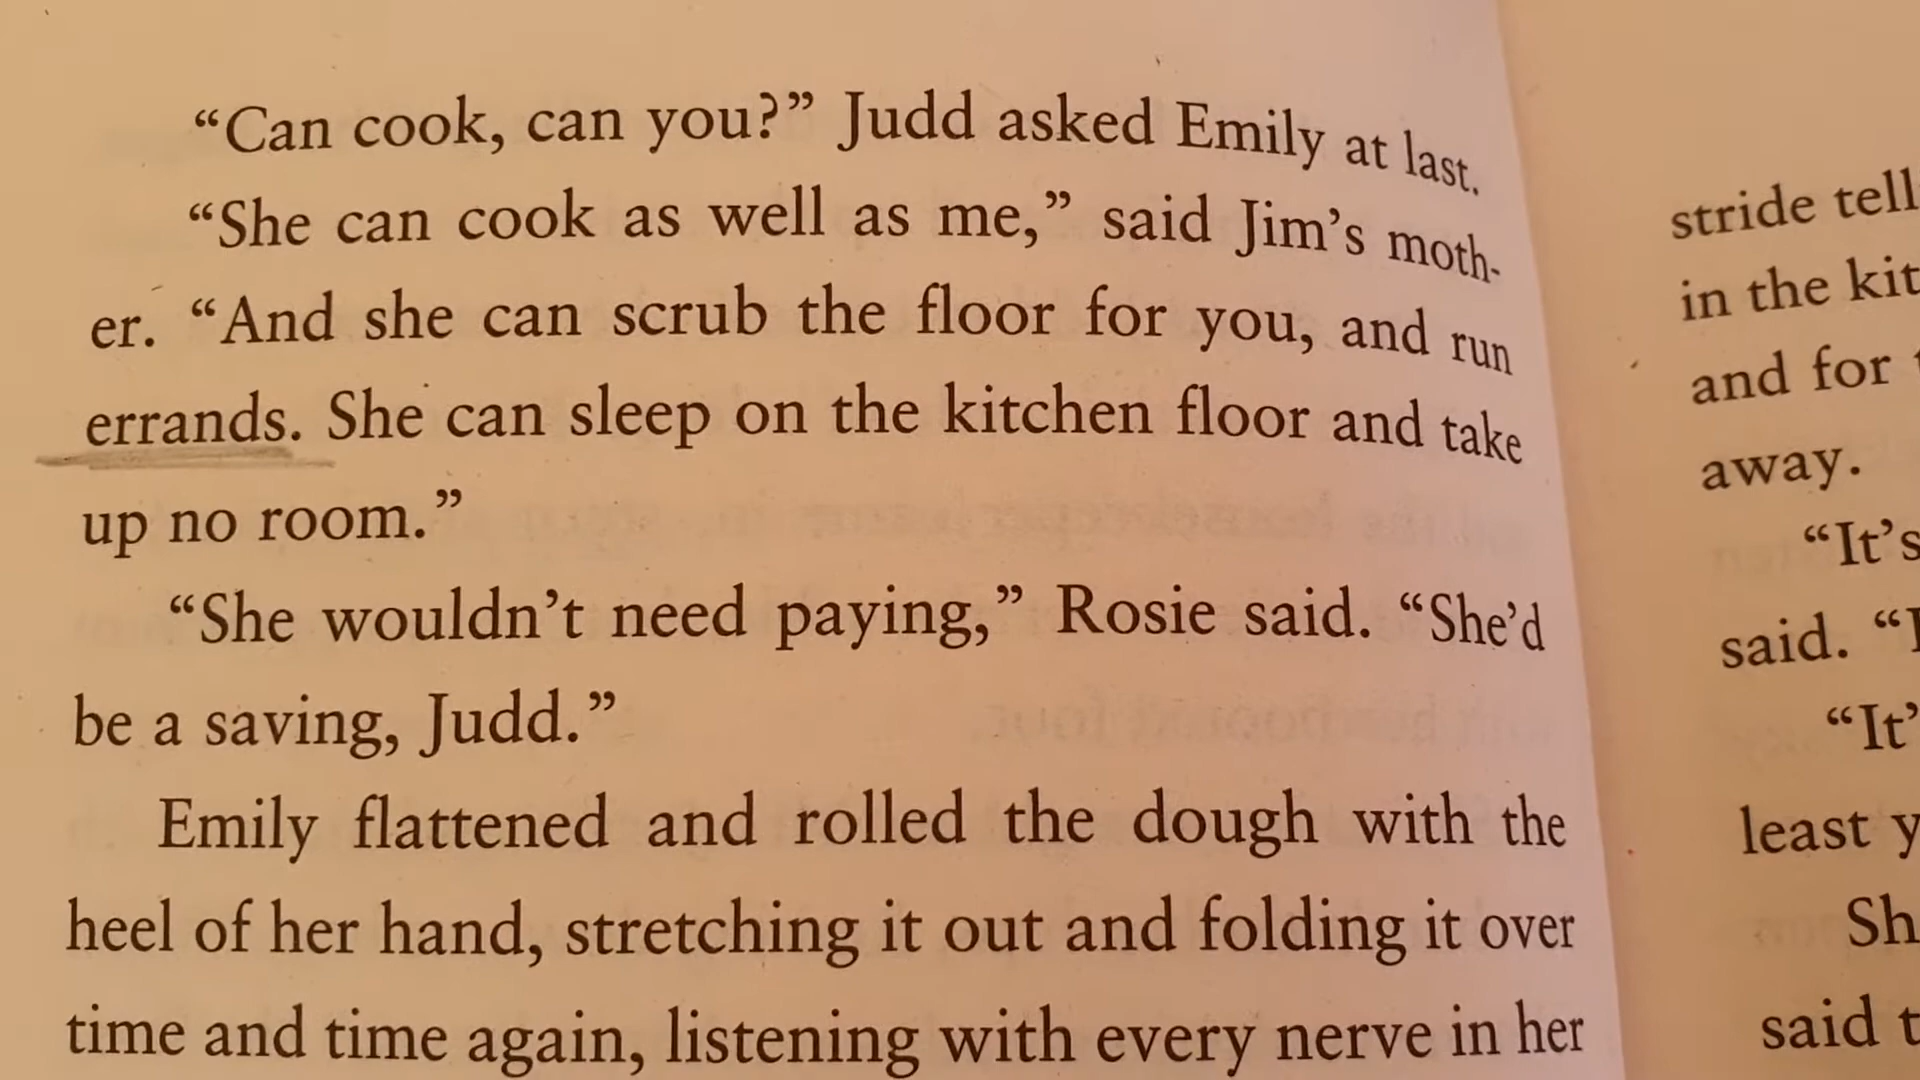 “Can cook, can you?” Judd asked Emily at last.
“She can cook as well as me,” said Jim’s moth-
er. “And she can scrub the floor for you, and run
errands. She can sleep on the kitchen floor and take
up no room.”
“She wouldn’t need paying,” Rosie said. “She’d
be a saving, Judd.”
Emily flattened and rolled the dough with the
heel of her hand, stretching it out and folding it over
time and time again, listening with every nerve in her
stride tell
in the kit
and for
away.
“It’s
said. “I
“It’
least y
Sh
said t